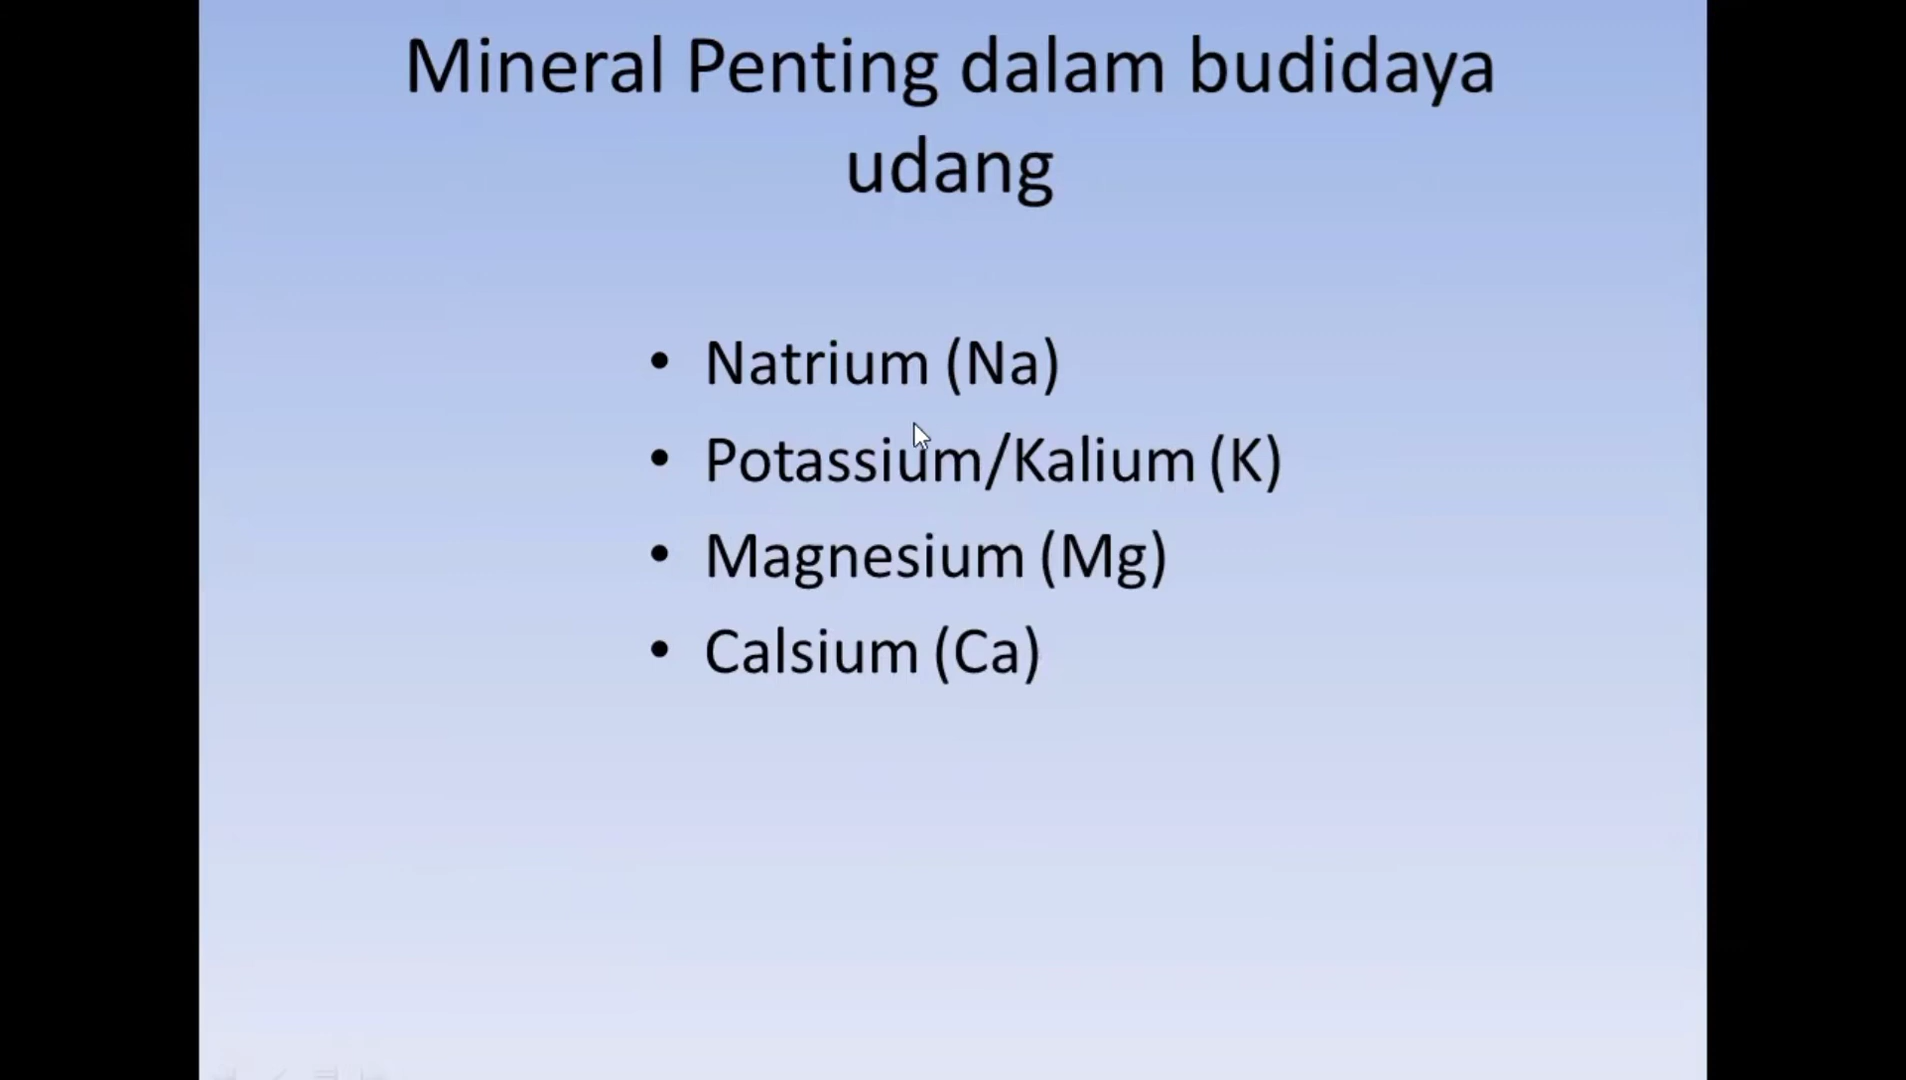 Mineral Penting dalam budidaya
udang
• Natrium (Na)
• Potassium/Kalium (K)
• Magnesium (Mg)
• Calsium (Ca)